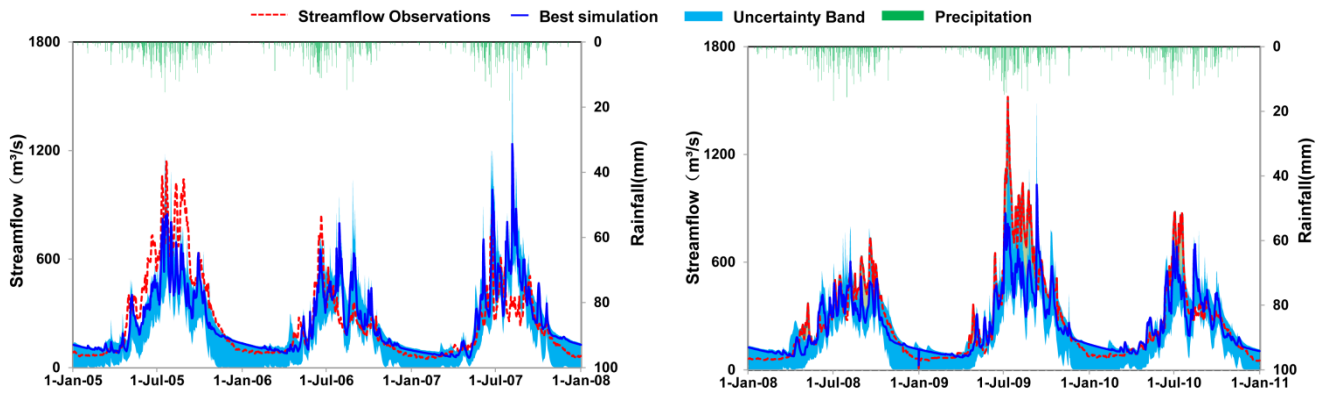 Streamflow Observations Best simulation Uncertainty Band Precipitation
1800 0
1200 20
600 40
0 60
80
100
Streamflow（m³/s)
Rainfall(mm)
1-Jan-05 1-Jul-05 1-Jan-06 1-Jul-06 1-Jan-07 1-Jul-07 1-Jan-08
1800 0
1200 20
600 40
0 60
80
100
Streamflow（m³/s)
Rainfall(mm)
1-Jan-08 1-Jul-08 1-Jan-09 1-Jul-09 1-Jan-10 1-Jul-10 1-Jan-11